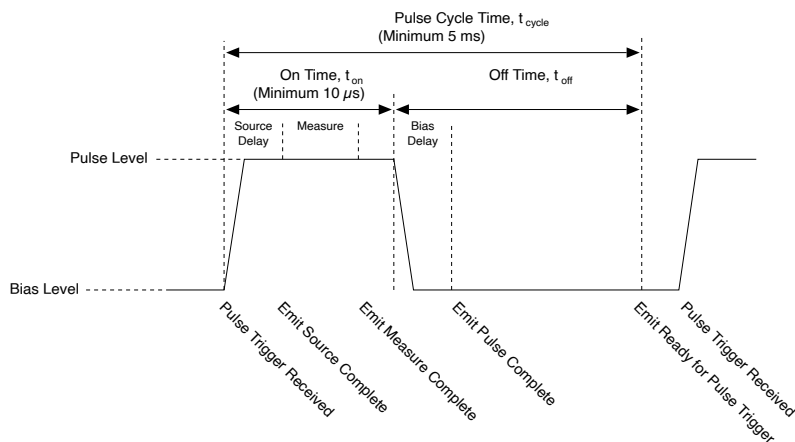 Pulse Cycle Time, t cycle
(Minimum 5 ms)
On Time, t on
(Minimum 10 µs)
Off Time, t off
Source
Delay
Measure
Bias
Delay
Pulse Level
Bias Level
Pulse Trigger Received
Emit Source Complete
Emit Measure Complete
Emit Pulse Complete
Emit Ready for Pulse Trigger
Pulse Trigger Received